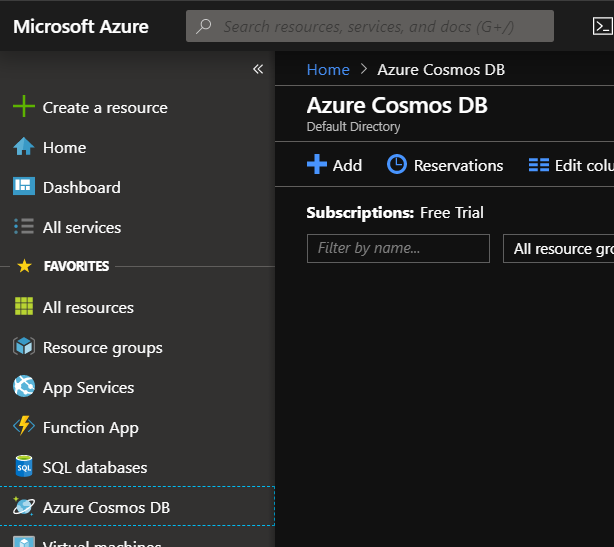 Microsoft Azure
Search resources, services, and docs (G+/)
«
Create a resource
Home
Dashboard
All services
FAVORITES
All resources
Resource groups
App Services
Function App
SQL databases
Azure Cosmos DB
Virtual machines
Home > Azure Cosmos DB
Azure Cosmos DB
Default Directory
Add Reservations Edit colu
Subscriptions: Free Trial
Filter by name... All resource gro